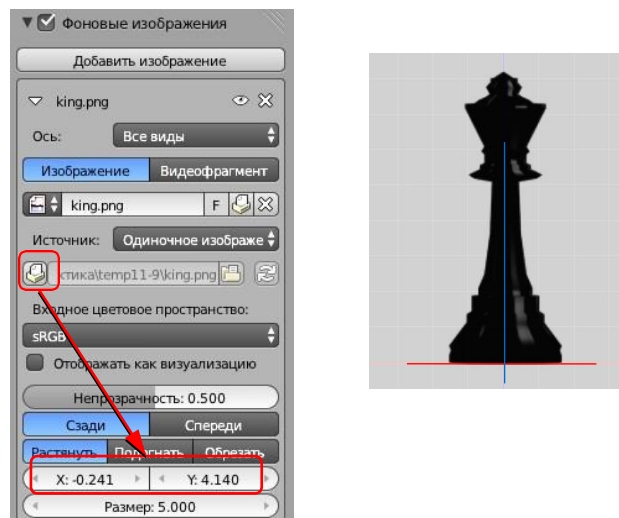 Фоновые изображения
Добавить изображение
king.png
Ось: Все виды
Изображение Видеофрагмент
king.png F
Источник: Одиночное изображе
ктика\temp11-9\king.png
Входное цветовое пространство:
sRGB
Отображать как визуализацию
Непрозрачность: 0.500
Сзади Спереди
Растянуть Подогнать Обрезать
X: -0.241 Y: 4.140
Размер: 5.000